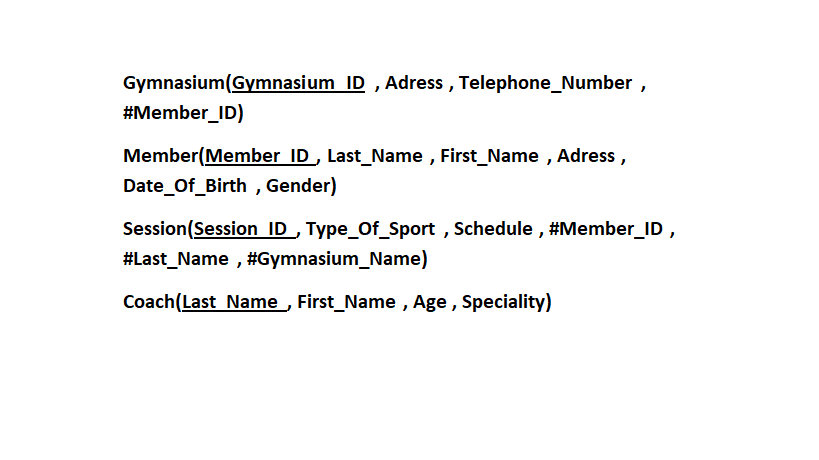 Gymnasium(Gymnasium_ID , Adress , Telephone_Number ,
#Member_ID)
Member(Member_ID , Last_Name , First_Name , Adress ,
Date_Of_Birth , Gender)
Session(Session_ID , Type_Of_Sport , Schedule , #Member_ID ,
#Last_Name , #Gymnasium_Name)
Coach(Last_Name , First_Name , Age , Speciality)